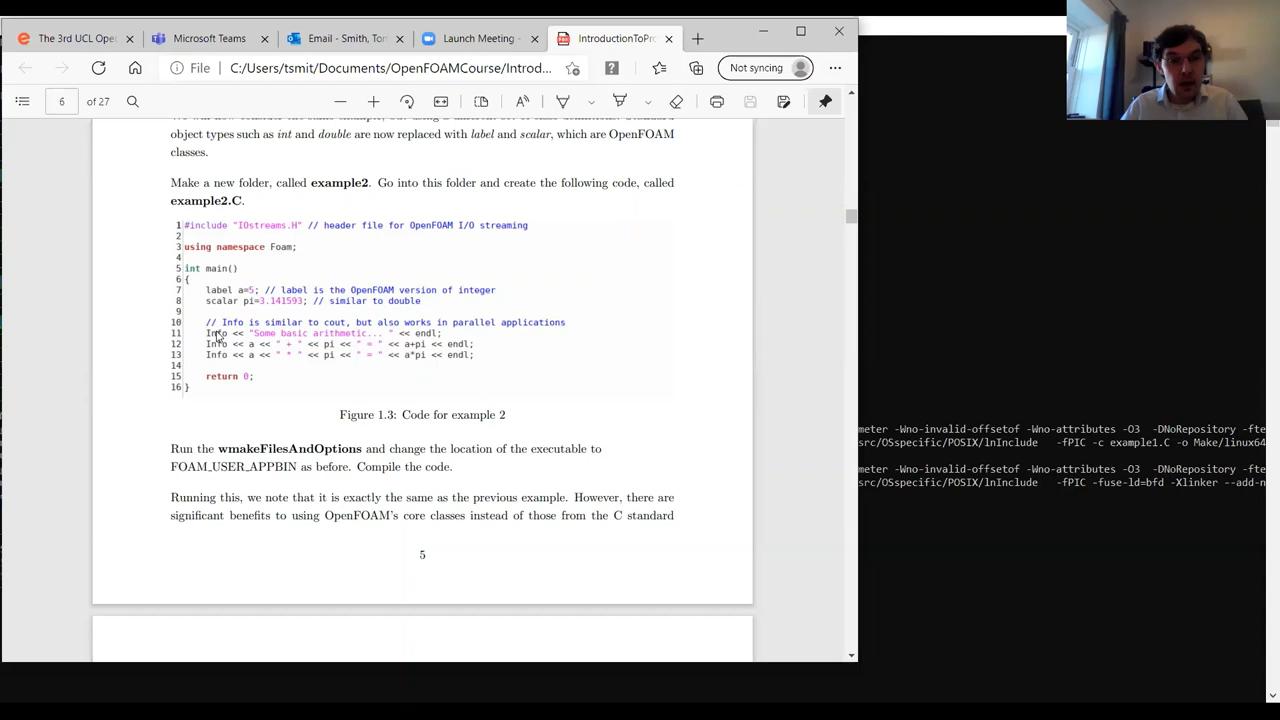 The 3rd UCL Ope
Microsoft Teams
Email - Smith, Tom
Launch Meeting -
IntroductionToPro
File
C:/Users/tsmit/Documents/OpenFOAMCourse/Introd...
Not syncing
6 of 27
object types such as int and double are now replaced with label and scalar, which are OpenFOAM
classes.
Make a new folder, called example2. Go into this folder and create the following code, called
example2.C.
1 #include "IOstreams.H" // header file for OpenFOAM I/O streaming
2
3 using namespace Foam;
4
5 int main()
6 {
7 label a=5; // label is the OpenFOAM version of integer
8 scalar pi=3.141593; // similar to double
9
10 // Info is similar to cout, but also works in parallel applications
11 Info << "Some basic arithmetic... " << endl;
12 Info << a << " + " << pi << " = " << a+pi << endl;
13 Info << a << " * " << pi << " = " << a*pi << endl;
14
15 return 0;
16 }
Figure 1.3: Code for example 2
Run the wmakeFilesAndOptions and change the location of the executable to
FOAM_USER_APPBIN as before. Compile the code.
Running this, we note that it is exactly the same as the previous example. However, there are
significant benefits to using OpenFOAM's core classes instead of those from the C standard
5
meter -Wno-invalid-offsetof -Wno-attributes -O3 -DNoRepository -fte
src/OSspecific/POSIX/lnInclude -fPIC -c example1.C -o Make/linux64
meter -Wno-invalid-offsetof -Wno-attributes -O3 -DNoRepository -fte
src/OSspecific/POSIX/lnInclude -fPIC -fuse-ld=bfd -Xlinker --add-n